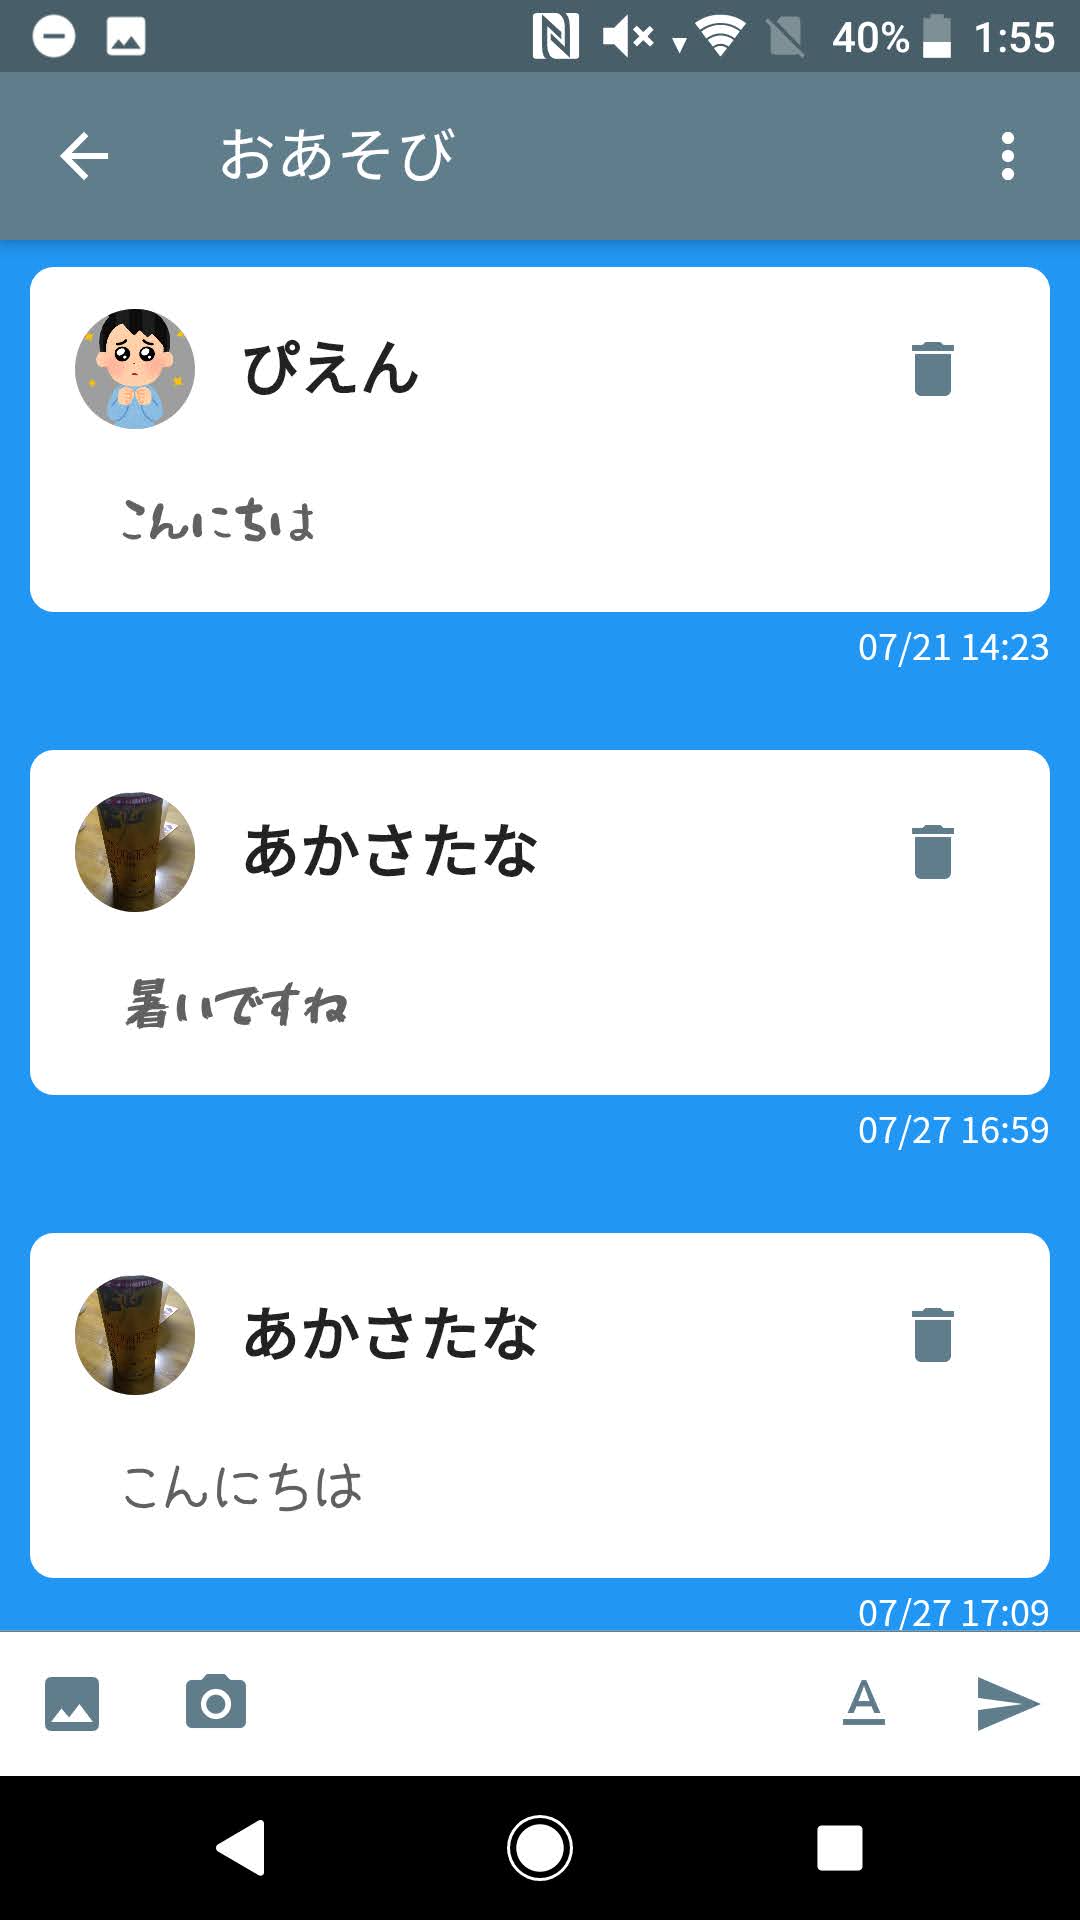 40% 1:55
おあそび
ぴえん
こんにちは
07/21 14:23
あかさたな
暑いですね
07/27 16:59
あかさたな
こんにちは
07/27 17:09
A